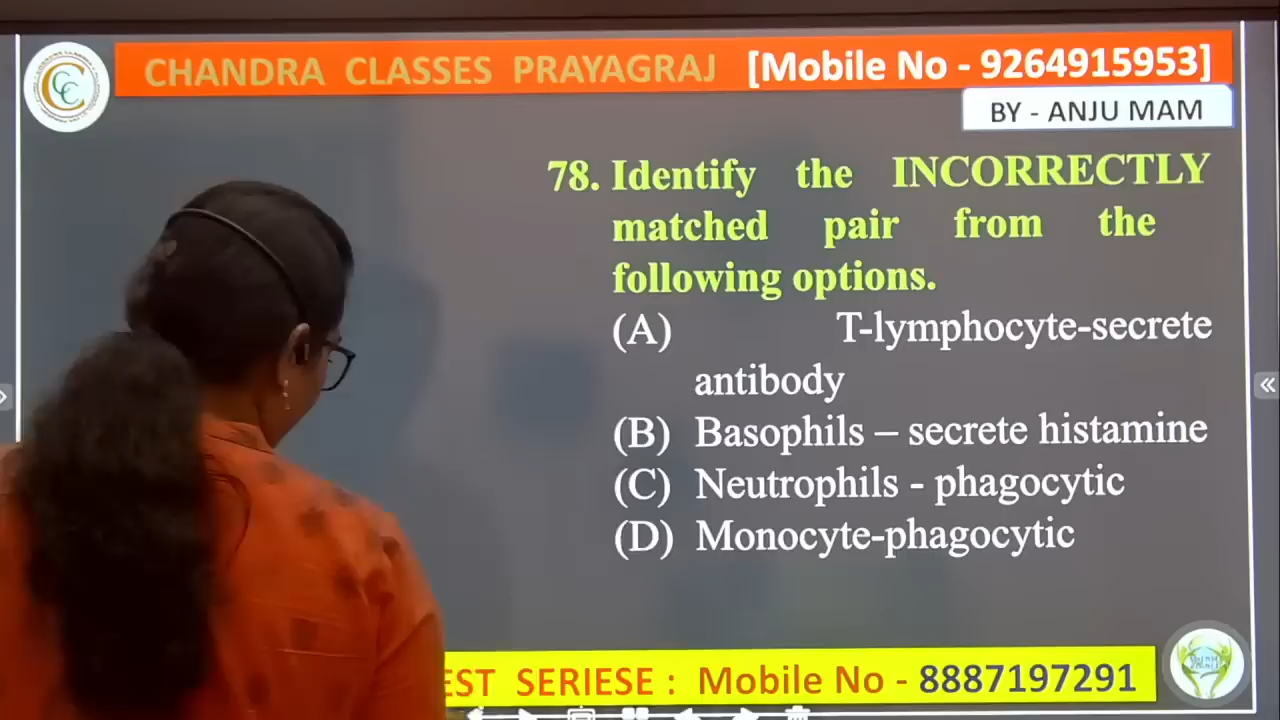 CHANDRA CLASSES PRAYAGRAJ [Mobile No - 9264915953]
BY - ANJU MAM
78. Identify the INCORRECTLY
matched pair from the
following options.
(A) T-lymphocyte-secrete
antibody
(B) Basophils – secrete histamine
(C) Neutrophils - phagocytic
(D) Monocyte-phagocytic
EST SERIESE : Mobile No - 8887197291